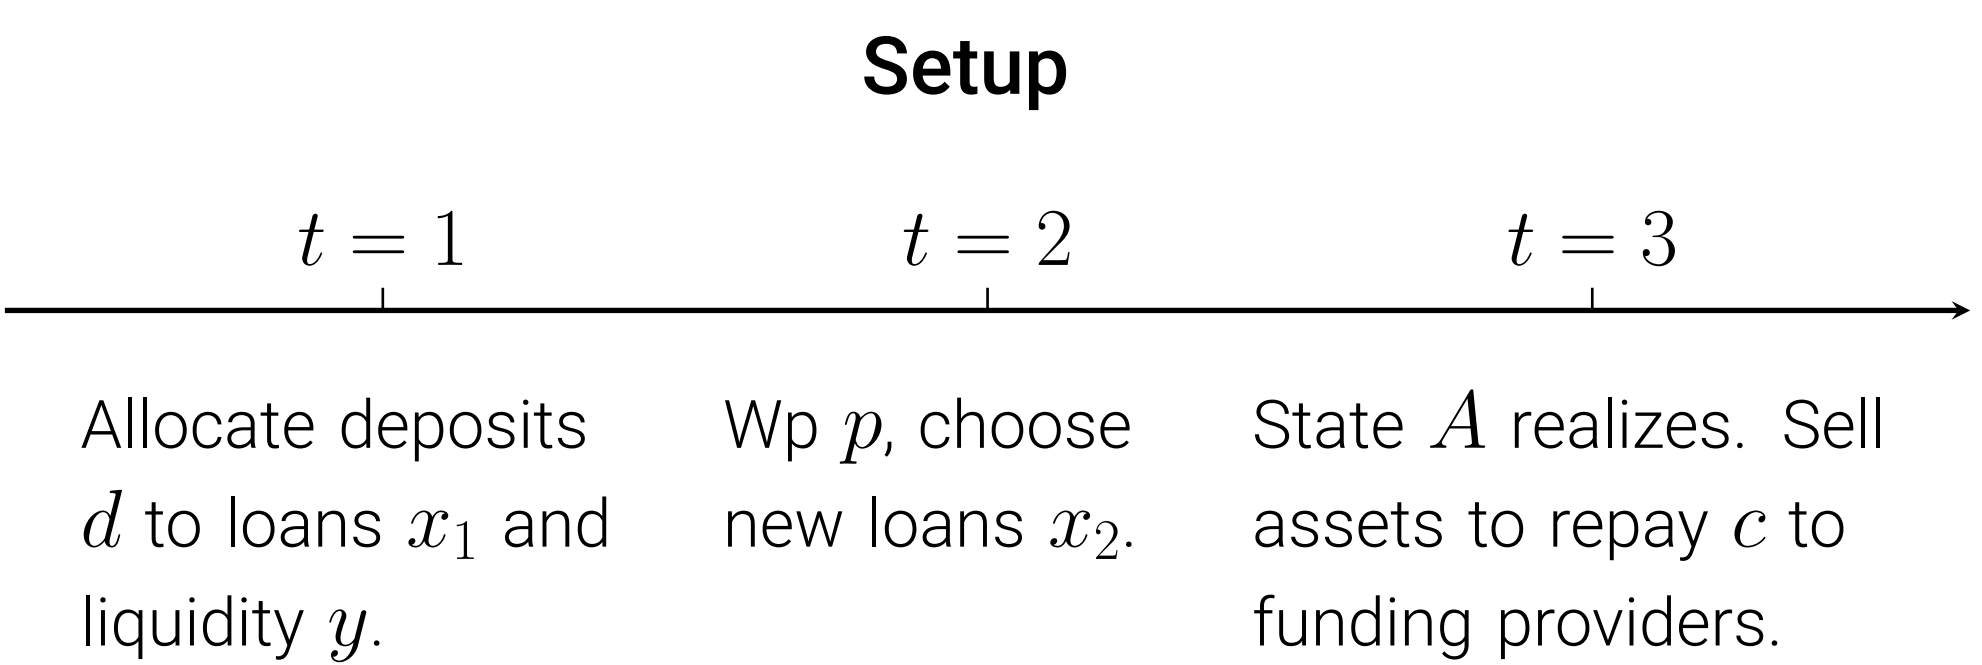 Setup
t = 1
t = 2
t = 3
Allocate deposits
d to loans x₁ and
liquidity y.
Wp p, choose
new loans x₂.
State A realizes. Sell
assets to repay c to
funding providers.